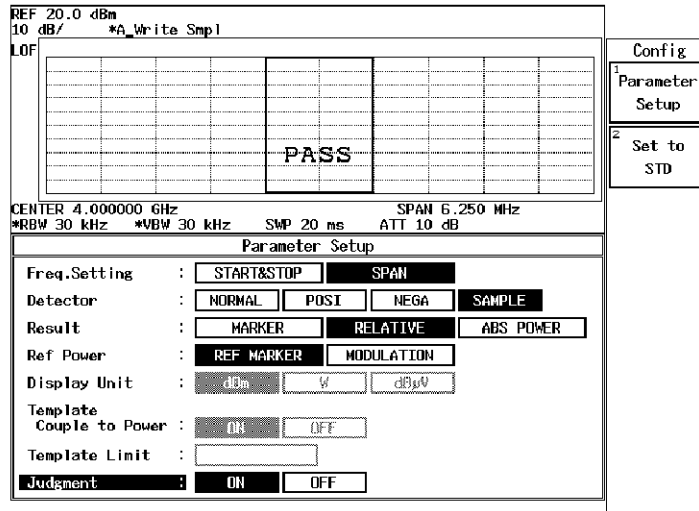 REF 20.0 dBm
10 dB/ *A_Write Smpl
LOF
PASS
CENTER 4.000000 GHz SPAN 6.250 MHz
*RBW 30 kHz *VBW 30 kHz SWP 20 ms ATT 10 dB
Parameter Setup
Freq.Setting : START&STOP SPAN
Detector : NORMAL POSI NEGA SAMPLE
Result : MARKER RELATIVE ABS POWER
Ref Power : REF MARKER MODULATION
Display Unit : dBm W dBμV
Template
Couple to Power : ON OFF
Template Limit :
Judgment : ON OFF
Config
1
Parameter
Setup
2
Set to
STD